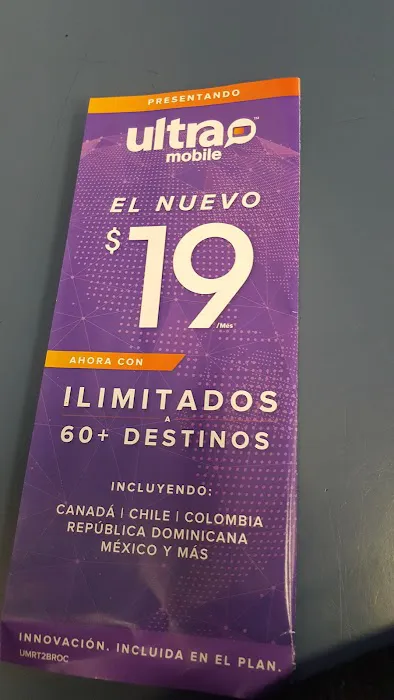 PRESENTANDO
ultra
mobile
EL NUEVO
$19/Mes
AHORA CON
ILIMITADOS
A
60+ DESTINOS
INCLUYENDO:
CANADÁ | CHILE | COLOMBIA
REPÚBLICA DOMINICANA
MÉXICO Y MÁS
INNOVACIÓN. INCLUIDA EN EL PLAN.
UMRT2BROC